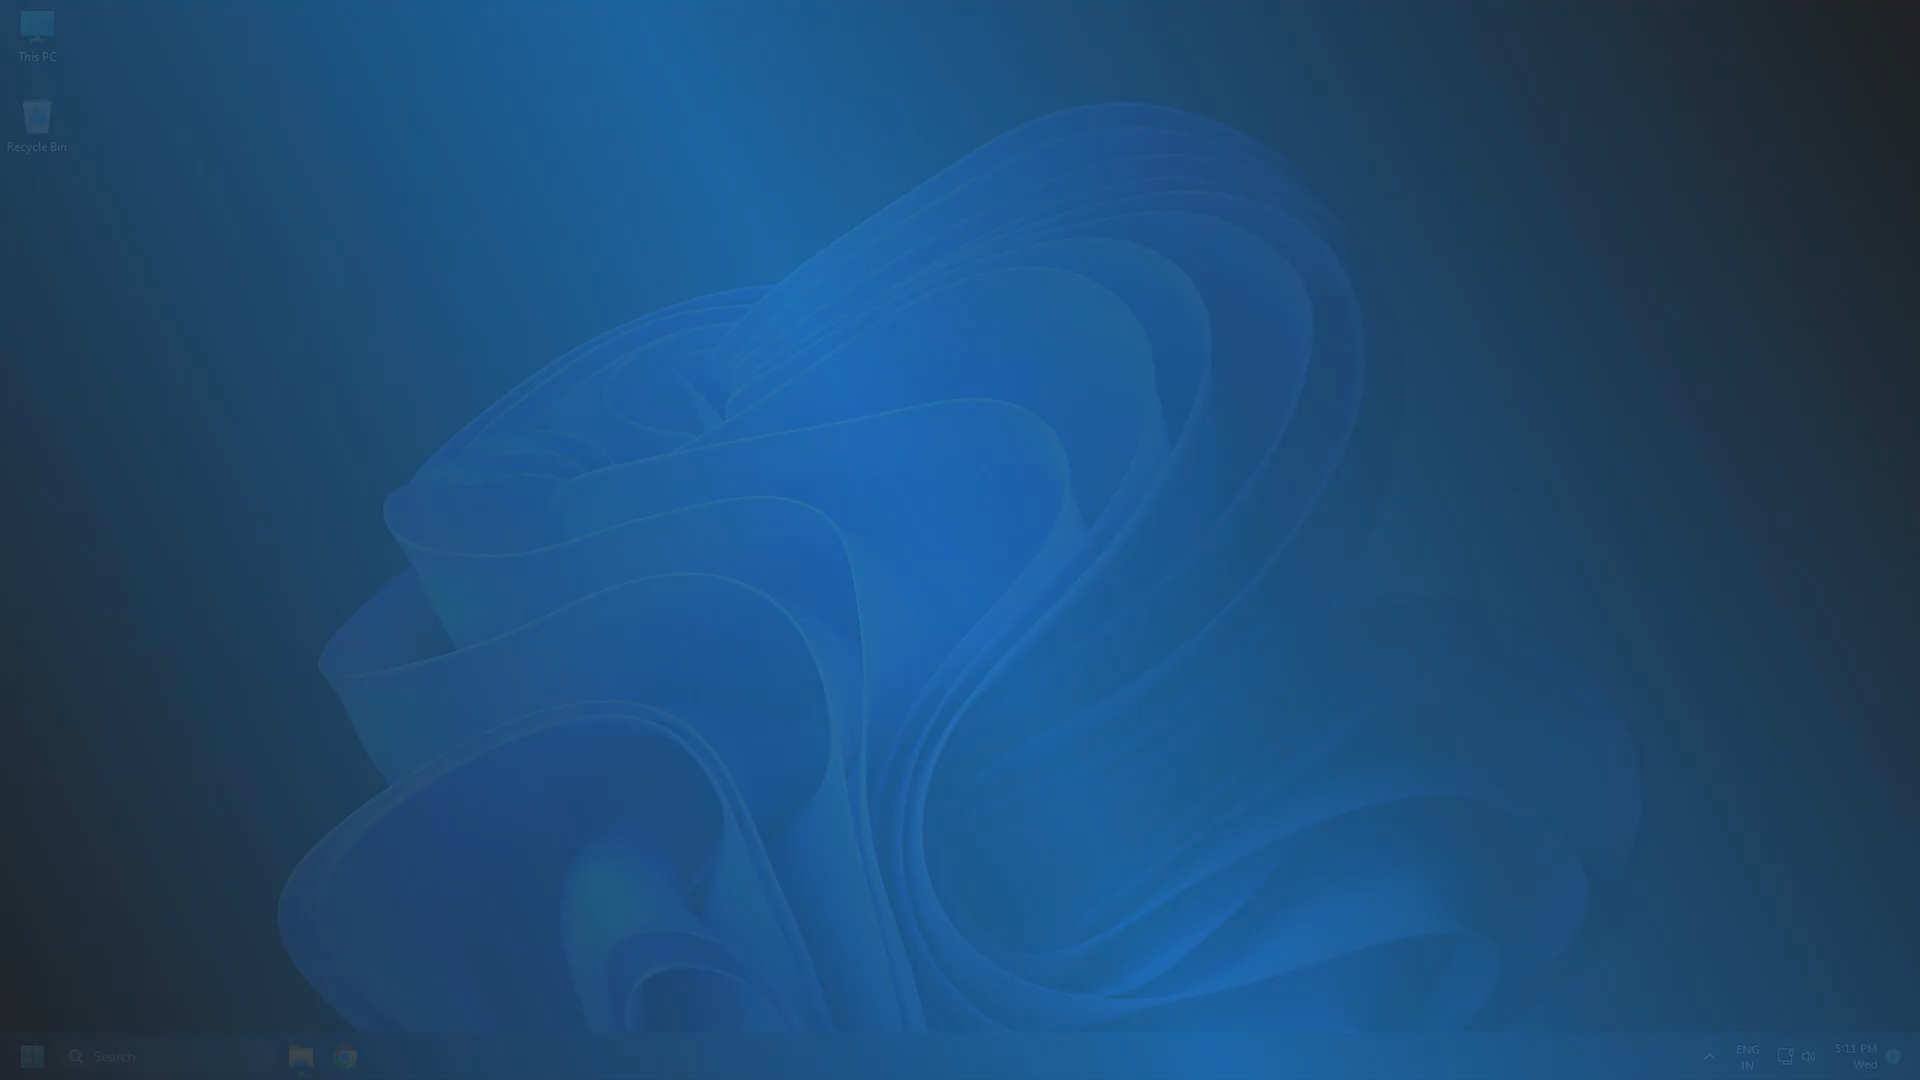 This PC
Recycle Bin
Search
ENG
IN
5:11 PM
Wed